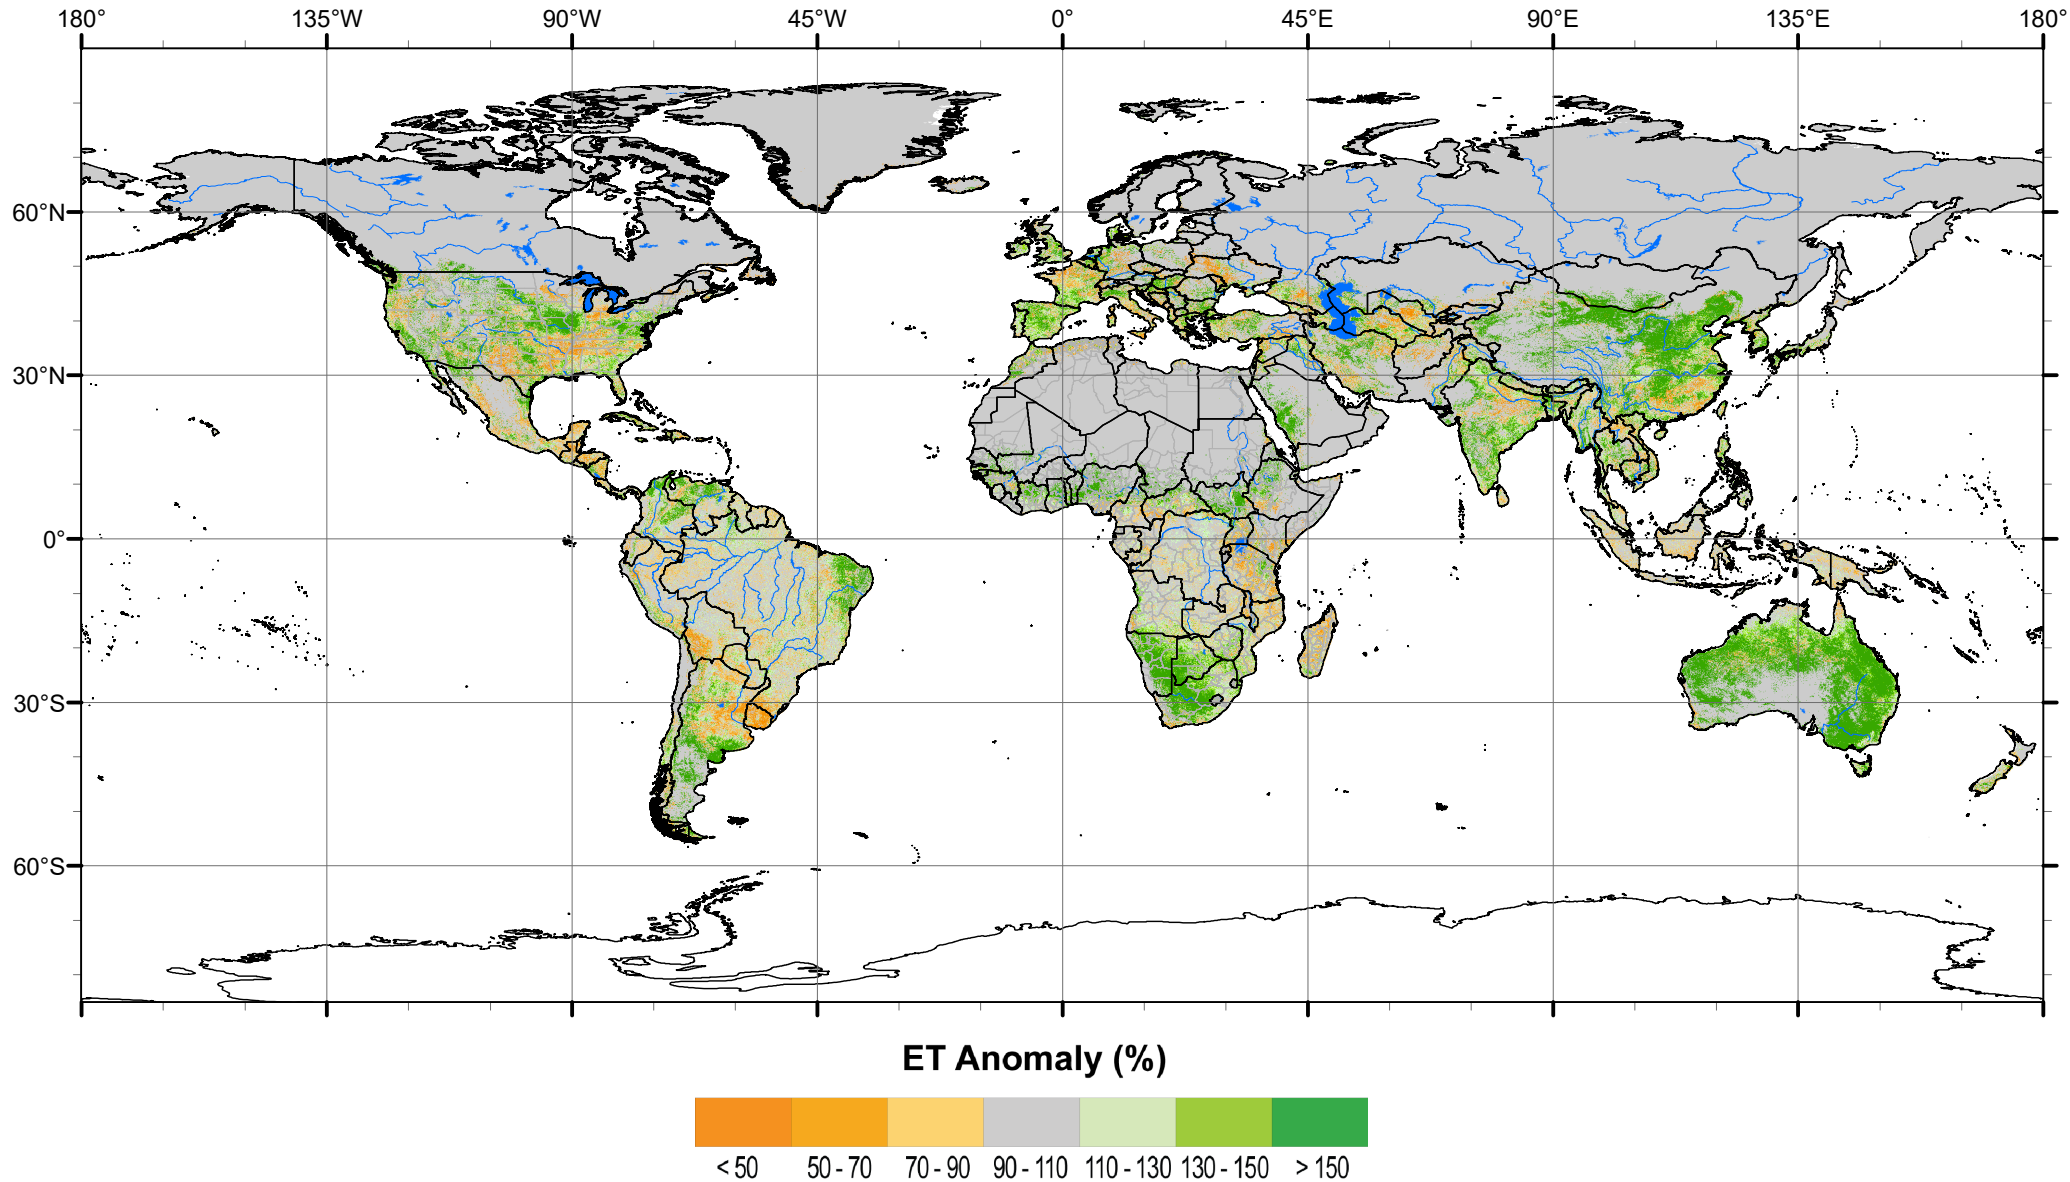 180° 135°W 90°W 45°W 0° 45°E 90°E 135°E 180°
60°N
30°N
0°
30°S
60°S
ET Anomaly (%)
< 50 50 - 70 70 - 90 90 - 110 110 - 130 130 - 150 > 150